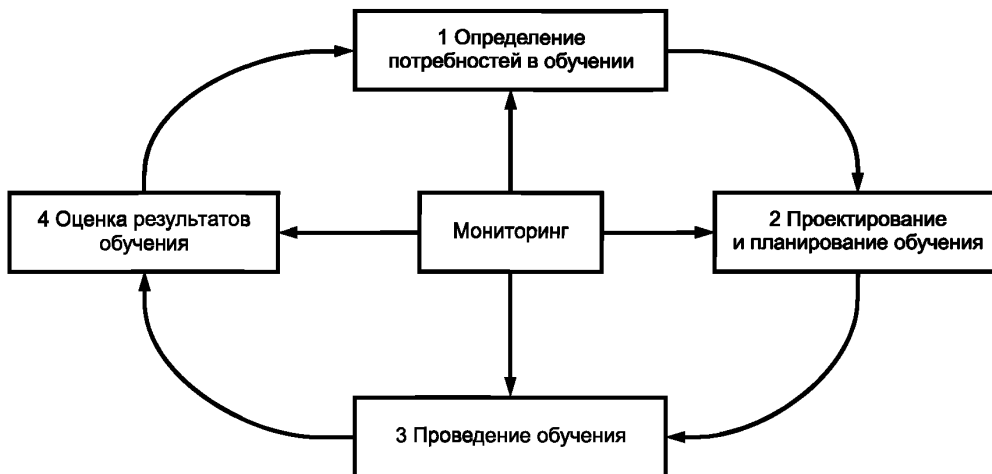 1 Определение
потребностей в обучении
4 Оценка результатов
обучения
Мониторинг
2 Проектирование
и планирование обучения
3 Проведение обучения